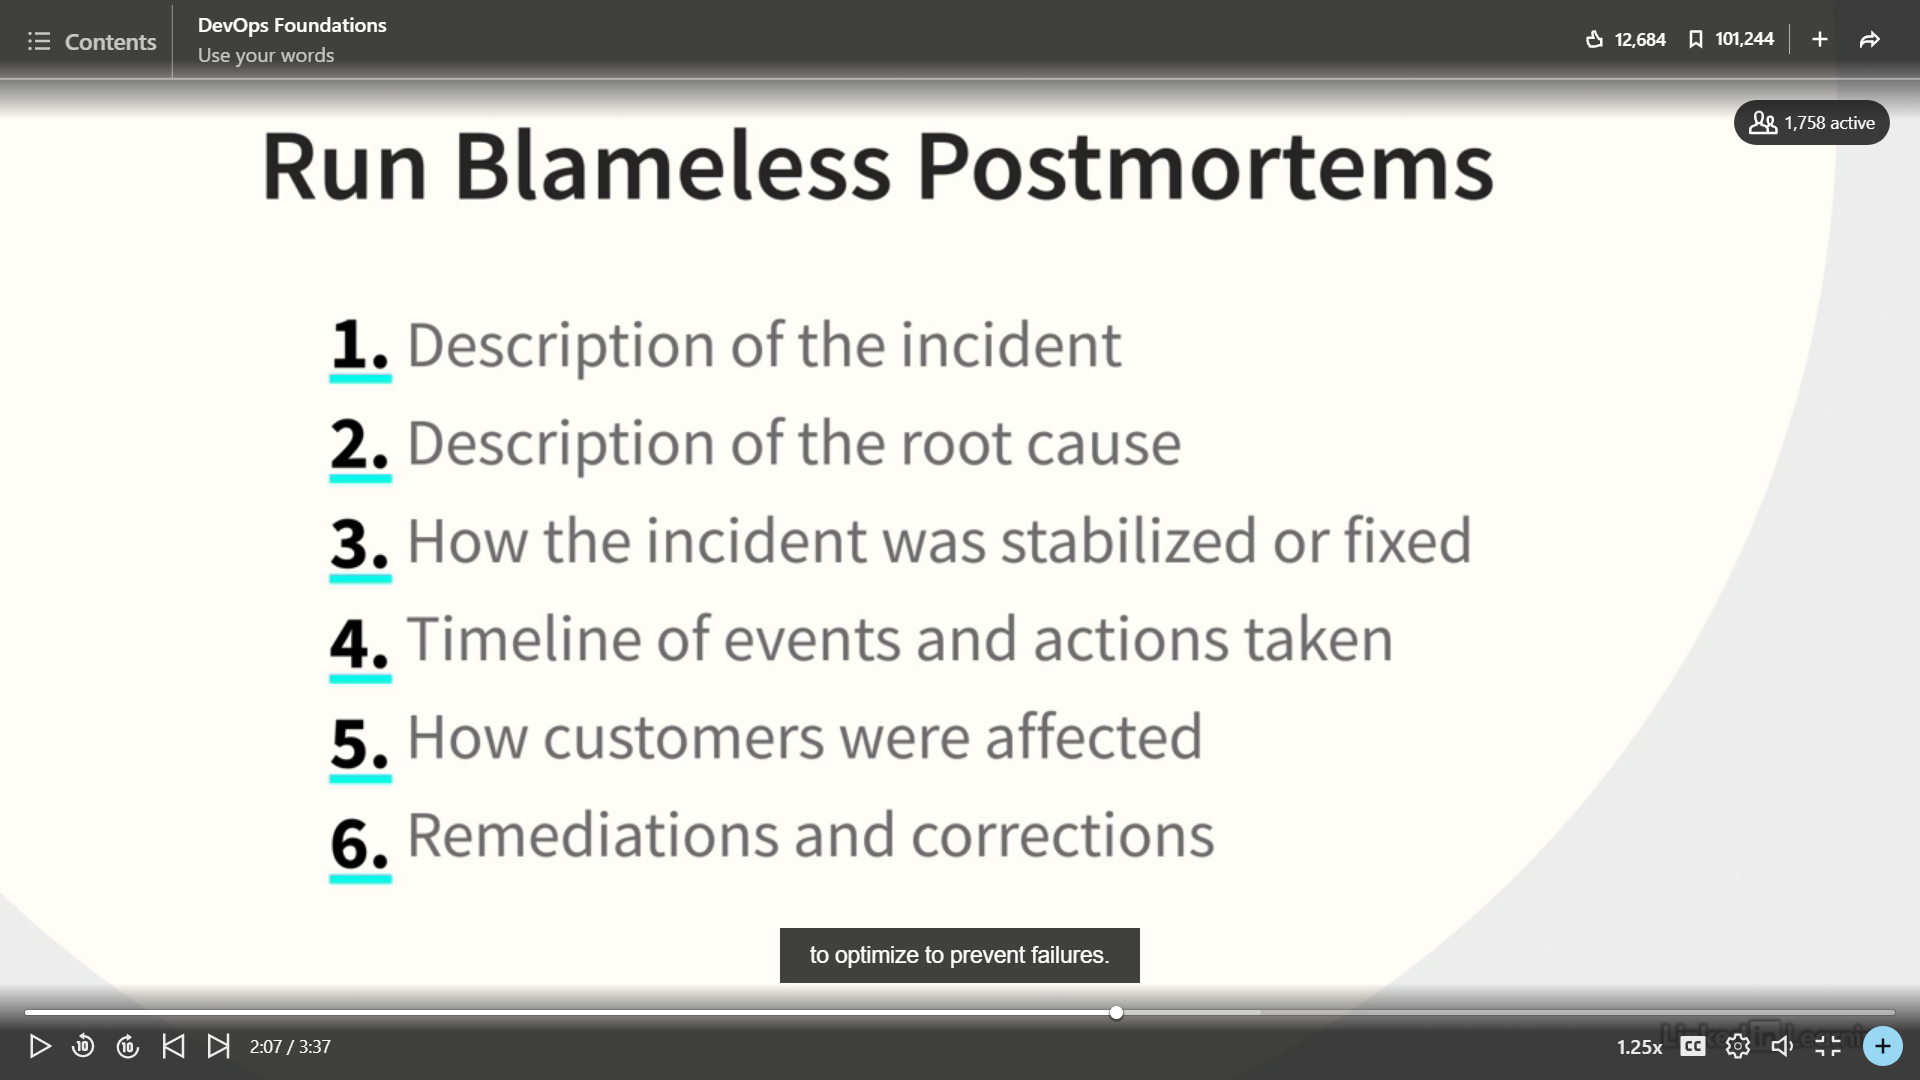 Contents
DevOps Foundations
Use your words
12,684
101,244
1,758 active
Run Blameless Postmortems
1. Description of the incident
2. Description of the root cause
3. How the incident was stabilized or fixed
4. Timeline of events and actions taken
5. How customers were affected
6. Remediations and corrections
to optimize to prevent failures.
10
10
2:07 / 3:37
1.25x
CC